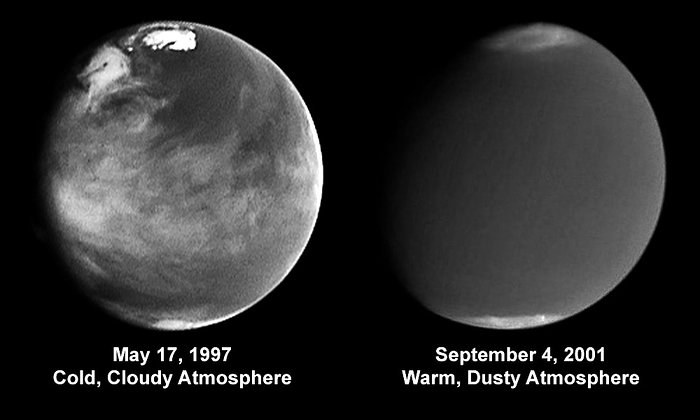 May 17, 1997
Cold, Cloudy Atmosphere
September 4, 2001
Warm, Dusty Atmosphere